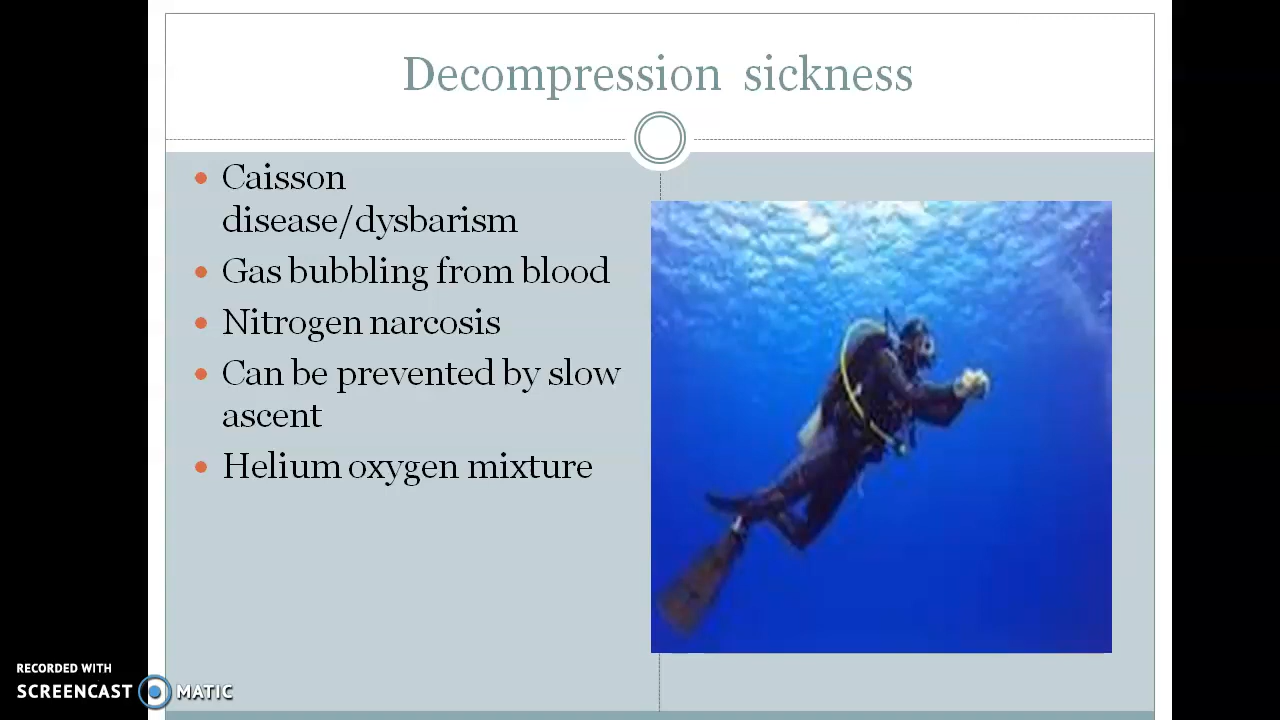 Decompression sickness
Caisson
disease/dysbarism
Gas bubbling from blood
Nitrogen narcosis
Can be prevented by slow
ascent
Helium oxygen mixture
RECORDED WITH
SCREENCAST MATIC